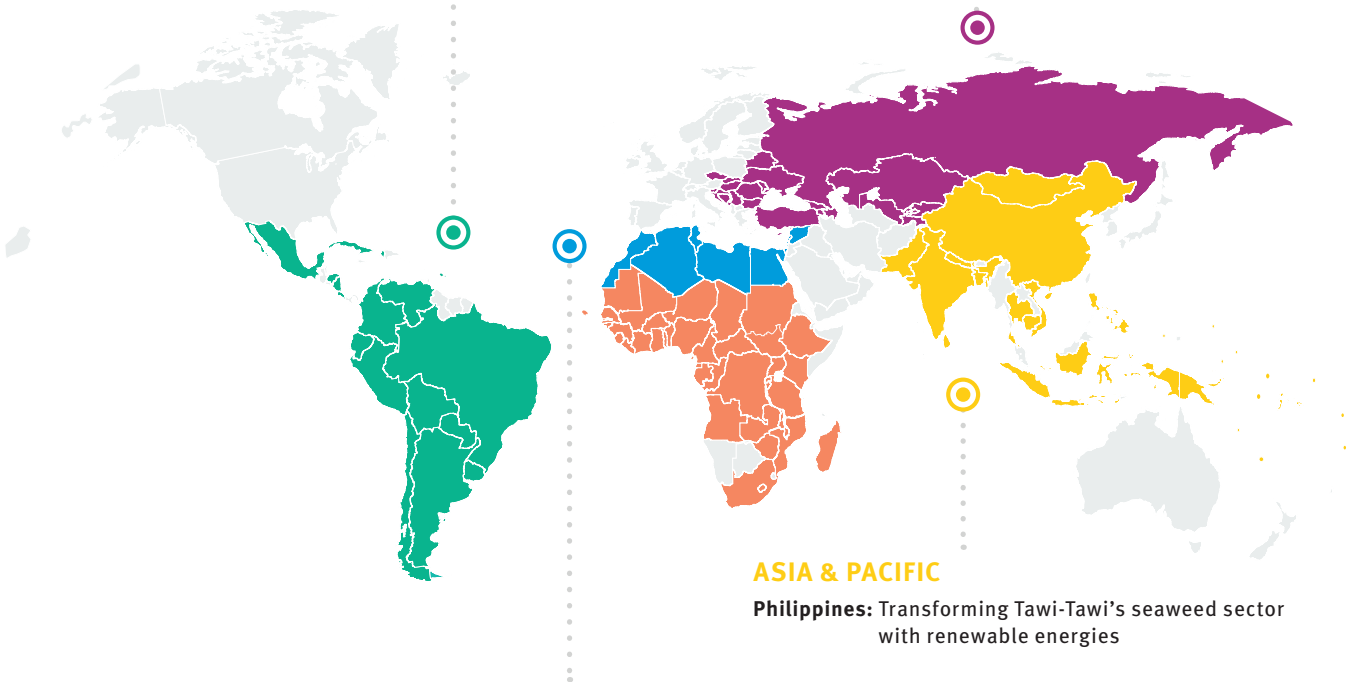 ASIA & PACIFIC
Philippines: Transforming Tawi-Tawi’s seaweed sector
with renewable energies